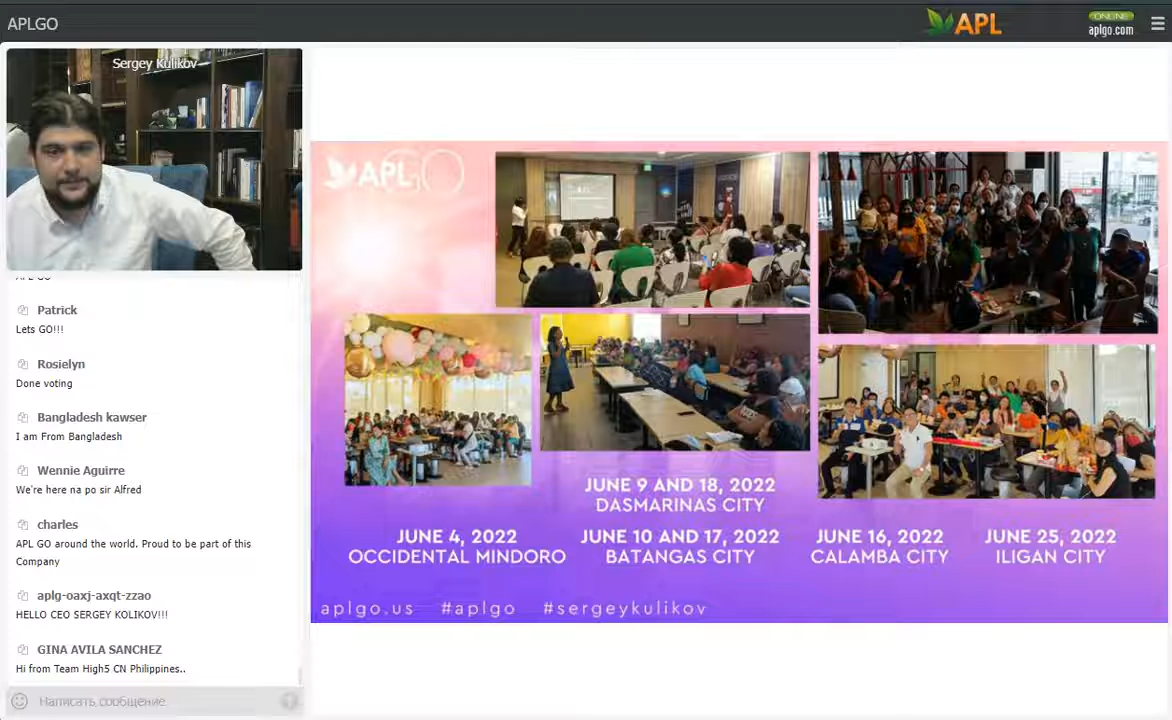 APLGO
APL
ONLINE
aplgo.com
Sergey Kulikov
Patrick
Lets GO!!!
Rosielyn
Done voting
Bangladesh kawser
I am From Bangladesh
Wennie Aguirre
We're here na po sir Alfred
charles
APL GO around the world. Proud to be part of this
Company
aplg-oaxj-axqt-zzao
HELLO CEO SERGEY KOLIKOV!!!
GINA AVILA SANCHEZ
Hi from Team High5 CN Philippines..
Написать сообщение
APLGO
JUNE 9 AND 18, 2022
DASMARINAS CITY
JUNE 4, 2022
OCCIDENTAL MINDORO
JUNE 10 AND 17, 2022
BATANGAS CITY
JUNE 16, 2022
CALAMBA CITY
JUNE 25, 2022
ILIGAN CITY
aplgo.us #aplgo #sergeykulikov